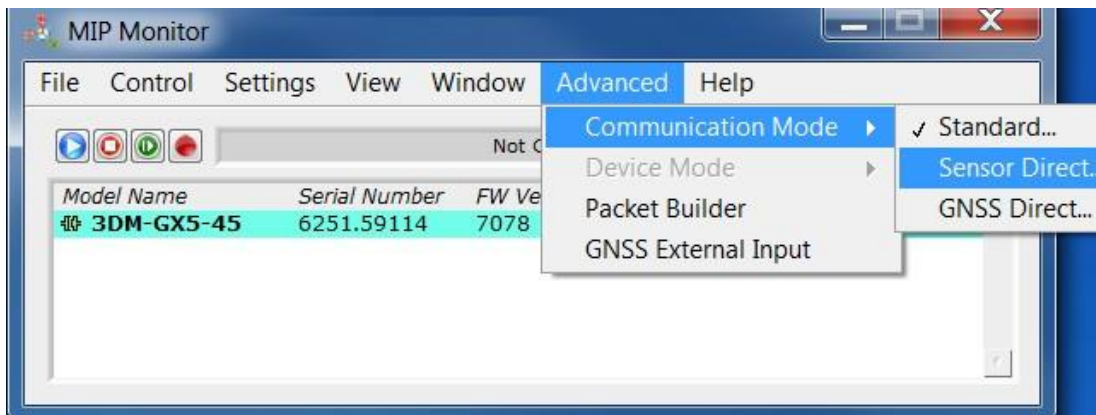 MIP Monitor
File Control Settings View Window Advanced Help
Not C
Communication Mode
Standard...
Device Mode
Sensor Direct..
Packet Builder
GNSS Direct...
GNSS External Input
Model Name Serial Number FW Ve
3DM-GX5-45 6251.59114 7078